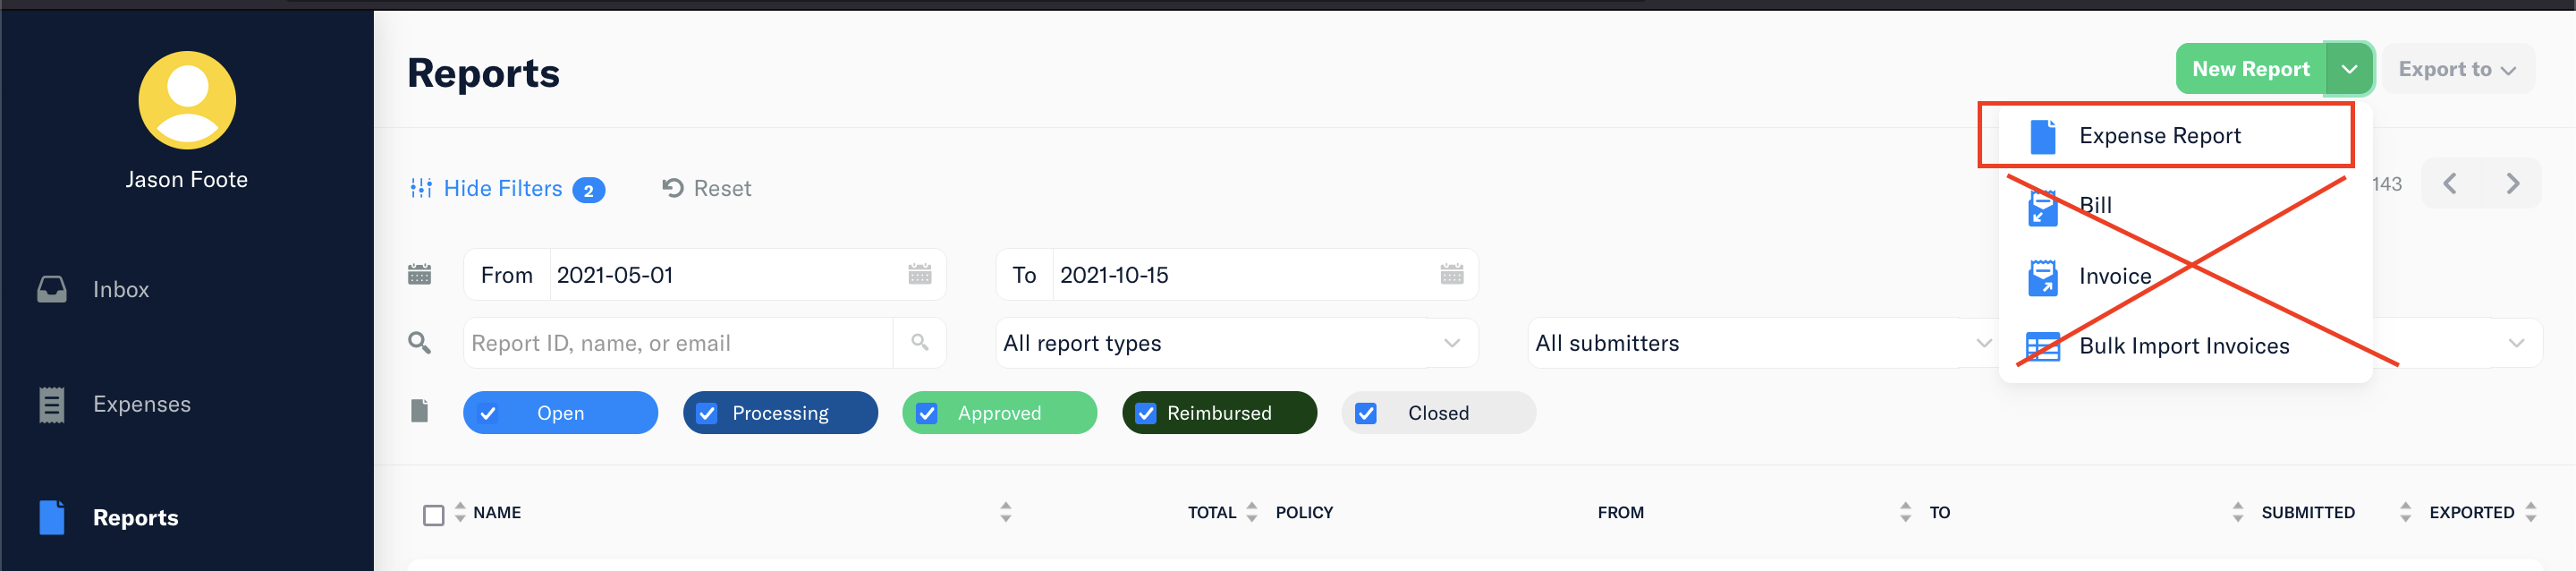 Reports
New Report
Export to
Jason Foote
Expense Report
Hide Filters 2
Reset
143
Bill
From 2021-05-01
To 2021-10-15
Invoice
Inbox
Report ID, name, or email
All report types
All submitters
Bulk Import Invoices
Expenses
Open
Processing
Approved
Reimbursed
Closed
Reports
NAME
TOTAL
POLICY
FROM
TO
SUBMITTED
EXPORTED